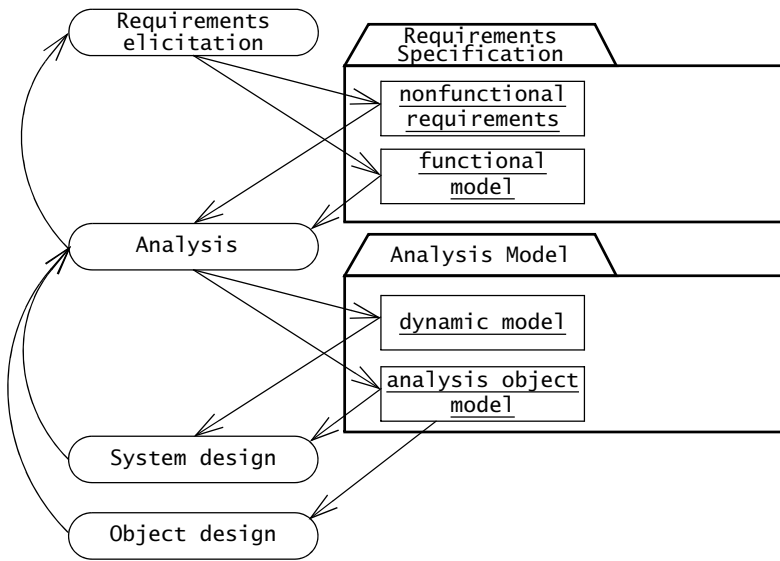 Requirements
elicitation
Requirements
Specification
nonfunctional
requirements
functional
model
Analysis
Analysis Model
dynamic model
analysis object
model
System design
Object design